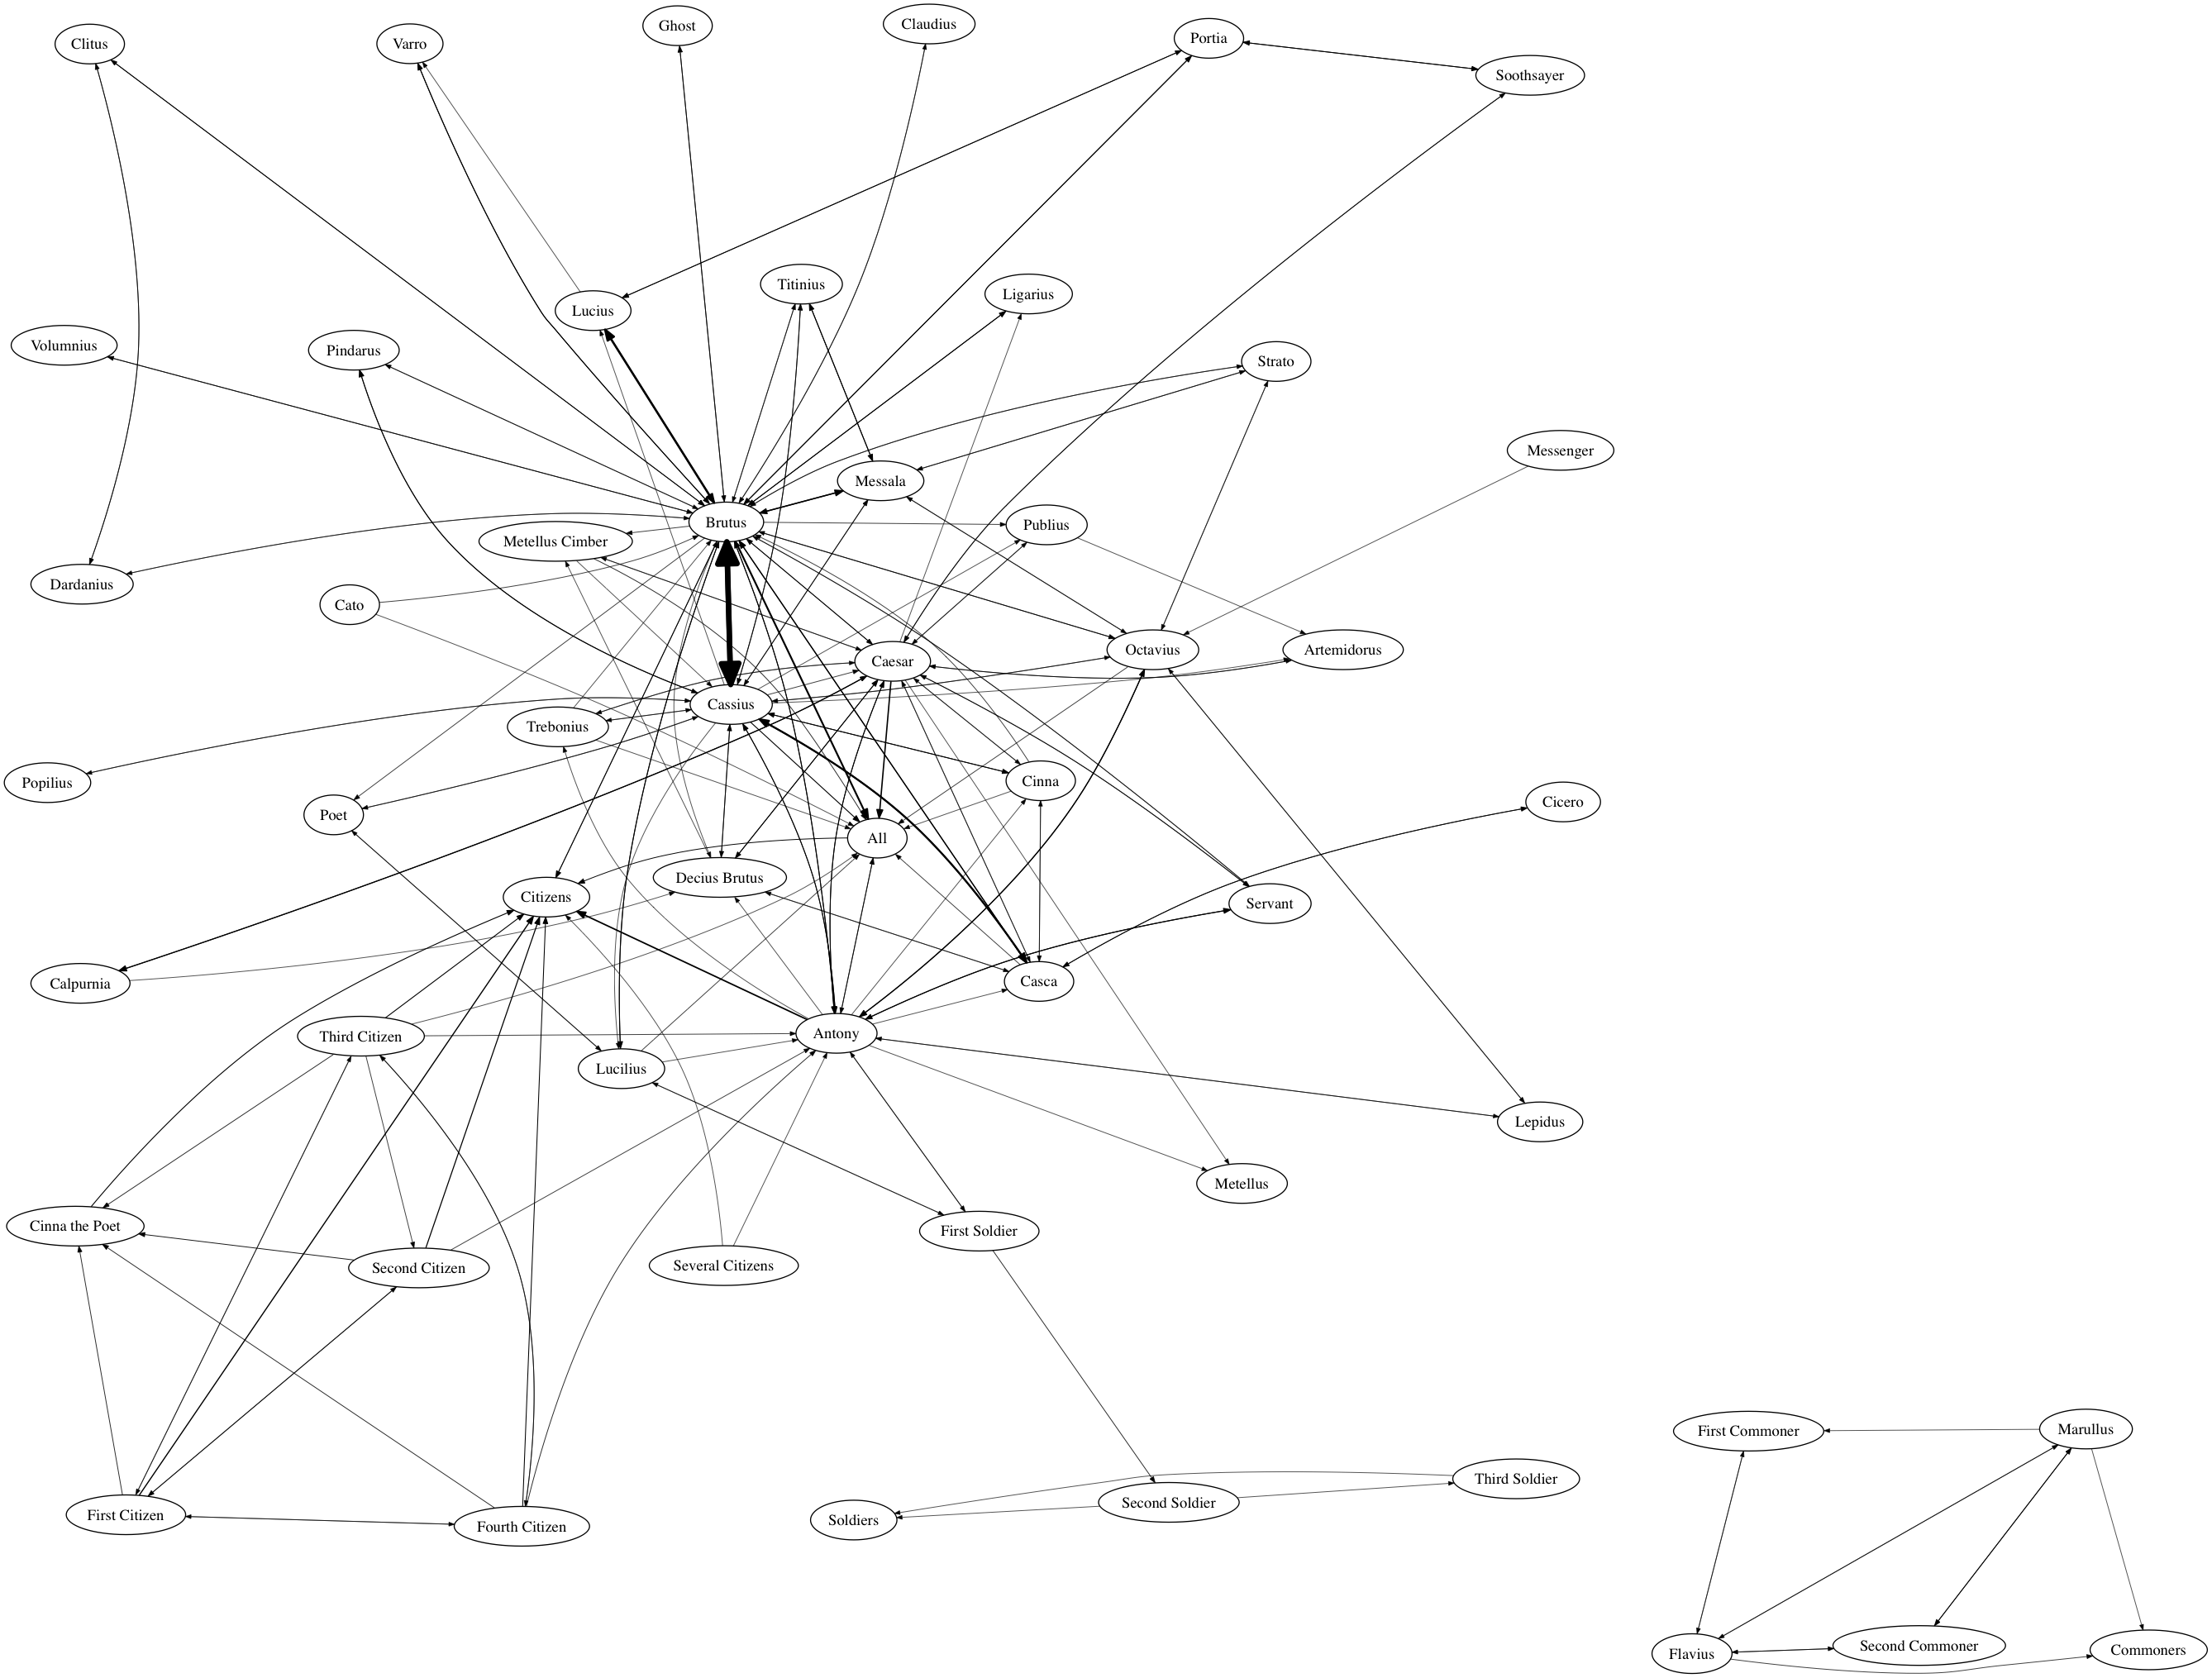 Ghost
Claudius
Clitus
Varro
Portia
Soothsayer
Titinius
Ligarius
Lucius
Volumnius
Pindarus
Strato
Messenger
Messala
Brutus
Publius
Metellus Cimber
Dardanius
Cato
Octavius
Artemidorus
Caesar
Cassius
Trebonius
Popilius
Cinna
Cicero
Poet
All
Decius Brutus
Citizens
Servant
Calpurnia
Casca
Third Citizen
Antony
Lucilius
Lepidus
Metellus
Cinna the Poet
First Soldier
Second Citizen
Several Citizens
First Commoner
Marullus
Third Soldier
Second Soldier
First Citizen
Soldiers
Fourth Citizen
Second Commoner
Commoners
Flavius